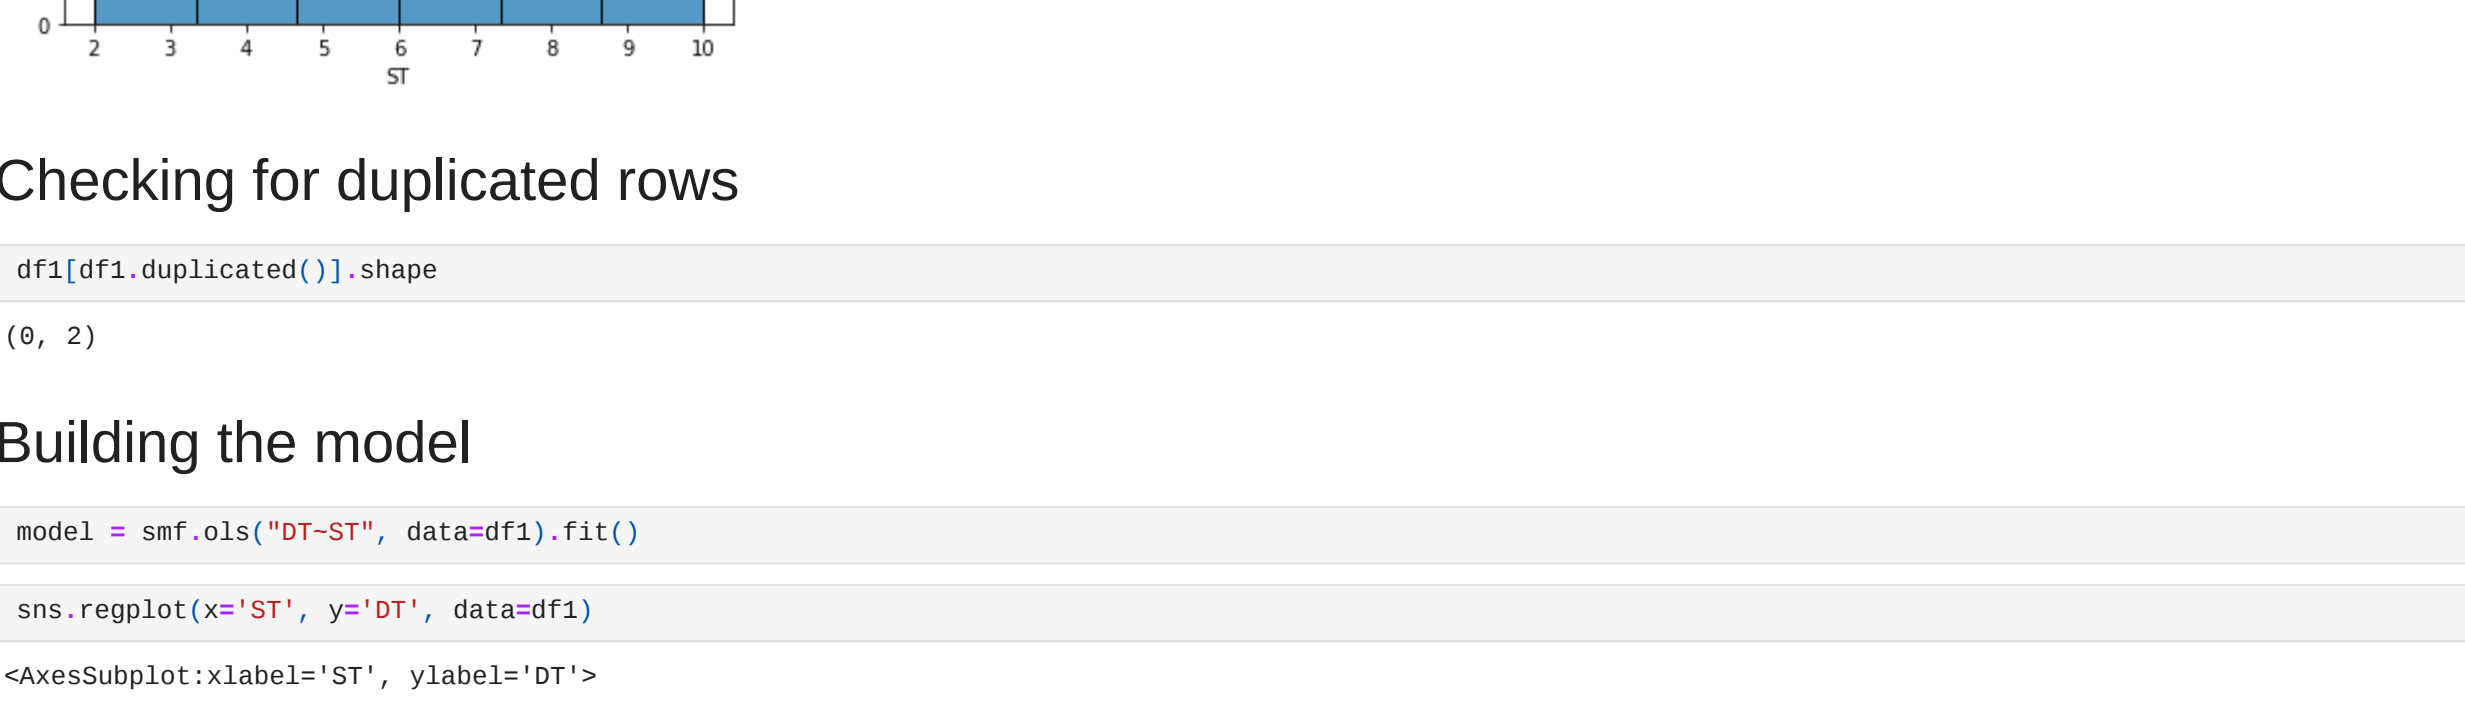 0
2 3 4 5 6 7 8 9 10
ST
Checking for duplicated rows
df1[df1.duplicated()].shape
(0, 2)
Building the model
model = smf.ols("DT~ST", data=df1).fit()
sns.regplot(x='ST', y='DT', data=df1)
<AxesSubplot:xlabel='ST', ylabel='DT'>